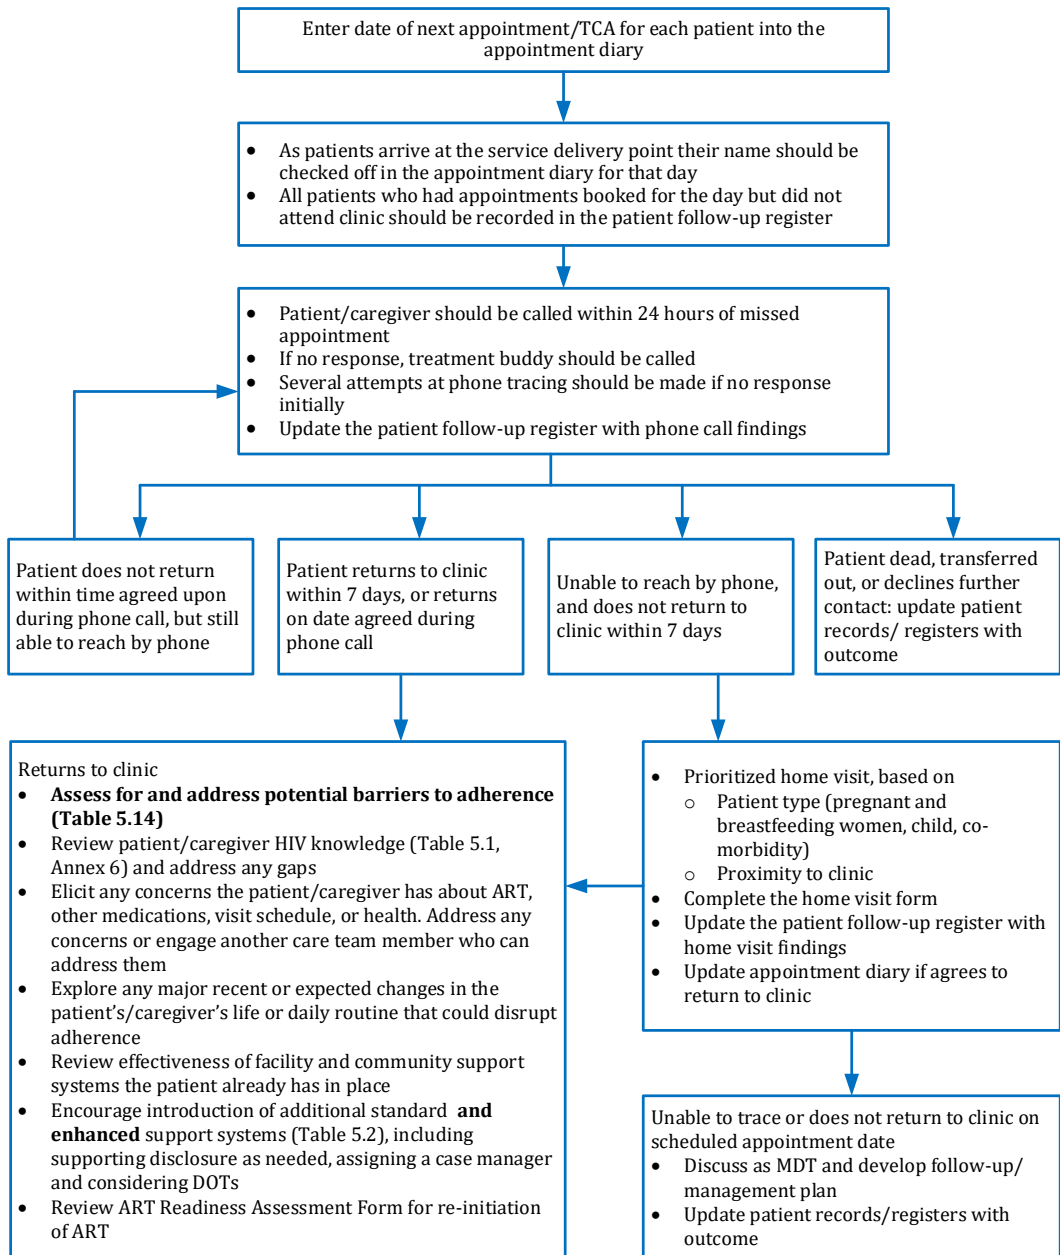 Enter date of next appointment/TCA for each patient into the
appointment diary
• As patients arrive at the service delivery point their name should be
checked off in the appointment diary for that day
• All patients who had appointments booked for the day but did not
attend clinic should be recorded in the patient follow-up register
• Patient/caregiver should be called within 24 hours of missed
appointment
• If no response, treatment buddy should be called
• Several attempts at phone tracing should be made if no response
initially
• Update the patient follow-up register with phone call findings
Patient does not return
within time agreed upon
during phone call, but still
able to reach by phone
Patient returns to clinic
within 7 days, or returns
on date agreed during
phone call
Unable to reach by phone,
and does not return to
clinic within 7 days
Patient dead, transferred
out, or declines further
contact: update patient
records/ registers with
outcome
Returns to clinic
• Assess for and address potential barriers to adherence
(Table 5.14)
• Review patient/caregiver HIV knowledge (Table 5.1,
Annex 6) and address any gaps
• Elicit any concerns the patient/caregiver has about ART,
other medications, visit schedule, or health. Address any
concerns or engage another care team member who can
address them
• Explore any major recent or expected changes in the
patient’s/caregiver’s life or daily routine that could disrupt
adherence
• Review effectiveness of facility and community support
systems the patient already has in place
• Encourage introduction of additional standard and
enhanced support systems (Table 5.2), including
supporting disclosure as needed, assigning a case manager
and considering DOTs
• Review ART Readiness Assessment Form for re-initiation
of ART
• Prioritized home visit, based on
o Patient type (pregnant and
breastfeeding women, child, co-
morbidity)
o Proximity to clinic
• Complete the home visit form
• Update the patient follow-up register with
home visit findings
• Update appointment diary if agrees to
return to clinic
Unable to trace or does not return to clinic on
scheduled appointment date
• Discuss as MDT and develop follow-up/
management plan
• Update patient records/registers with
outcome